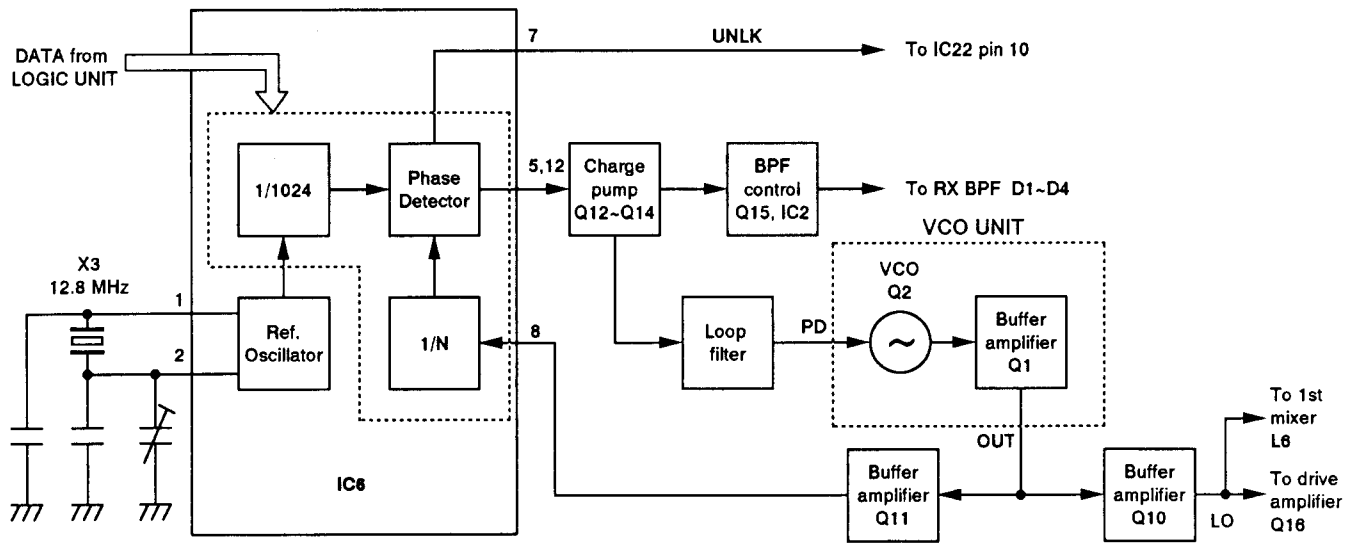 DATA from
LOGIC UNIT
7
UNLK
To IC22 pin 10
1/1024
Phase
Detector
5,12
Charge
pump
Q12~Q14
BPF
control
Q15, IC2
To RX BPF D1~D4
VCO UNIT
X3
12.8 MHz
1
2
Ref.
Oscillator
1/N
8
Loop
filter
PD
VCO
Q2
~
Buffer
amplifier
Q1
OUT
IC6
Buffer
amplifier
Q11
Buffer
amplifier
Q10
LO
To 1st
mixer
L6
To drive
amplifier
Q16